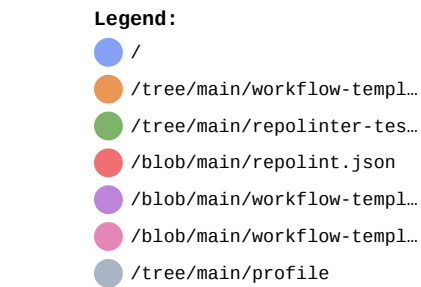 Legend:
/
/tree/main/workflow-templ…
/tree/main/repolinter-tes…
/blob/main/repolint.json
/blob/main/workflow-templ…
/blob/main/workflow-templ…
/tree/main/profile